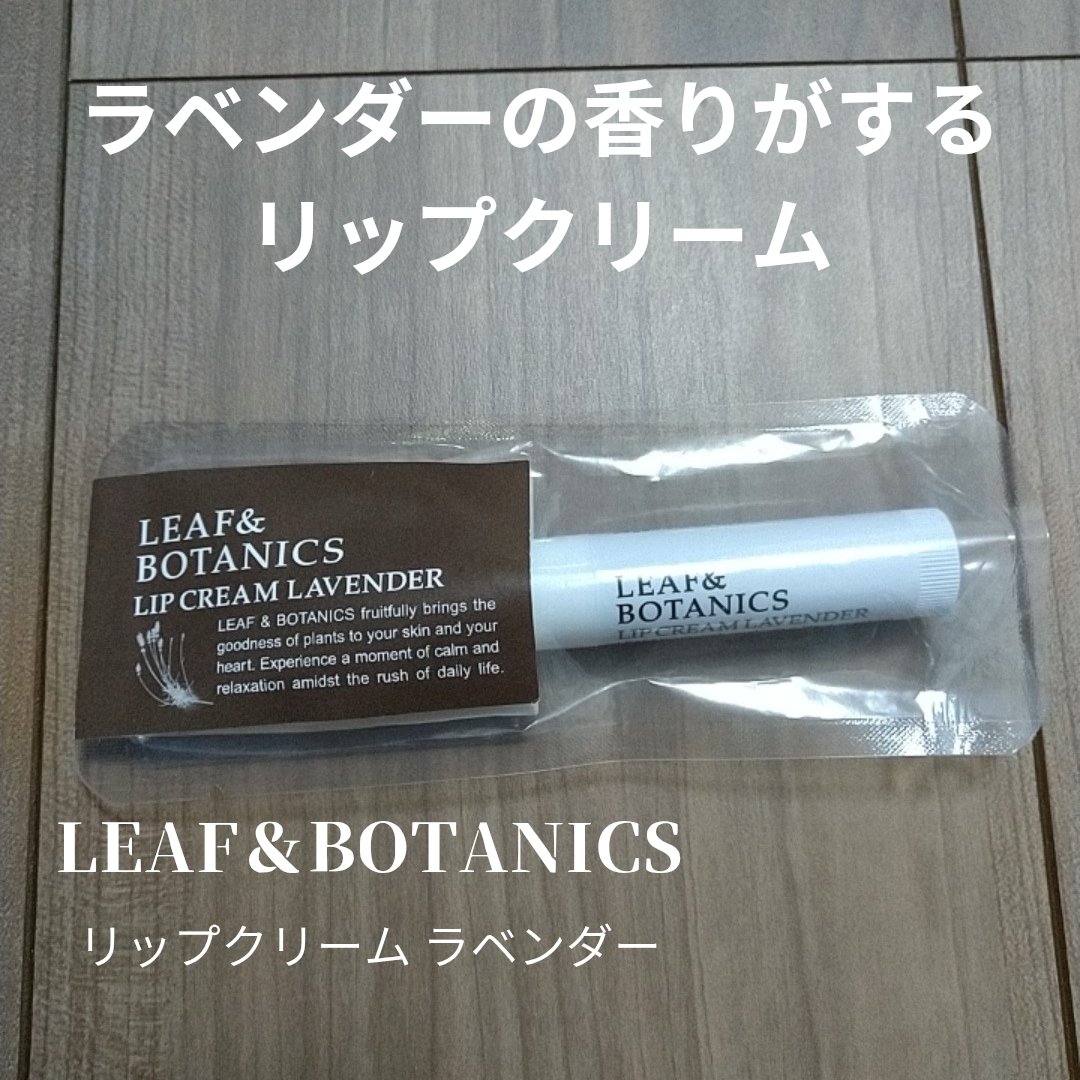 ラベンダーの香りがする
リップクリーム
LEAF&
BOTANICS
LIP CREAM LAVENDER
LEAF & BOTANICS fruitfully brings the
goodness of plants to your skin and your
heart. Experience a moment of calm and
relaxation amidst the rush of daily life.
LEAF&
BOTANICS
LIP CREAM LAVENDER
LEAF&BOTANICS
リップクリーム ラベンダー